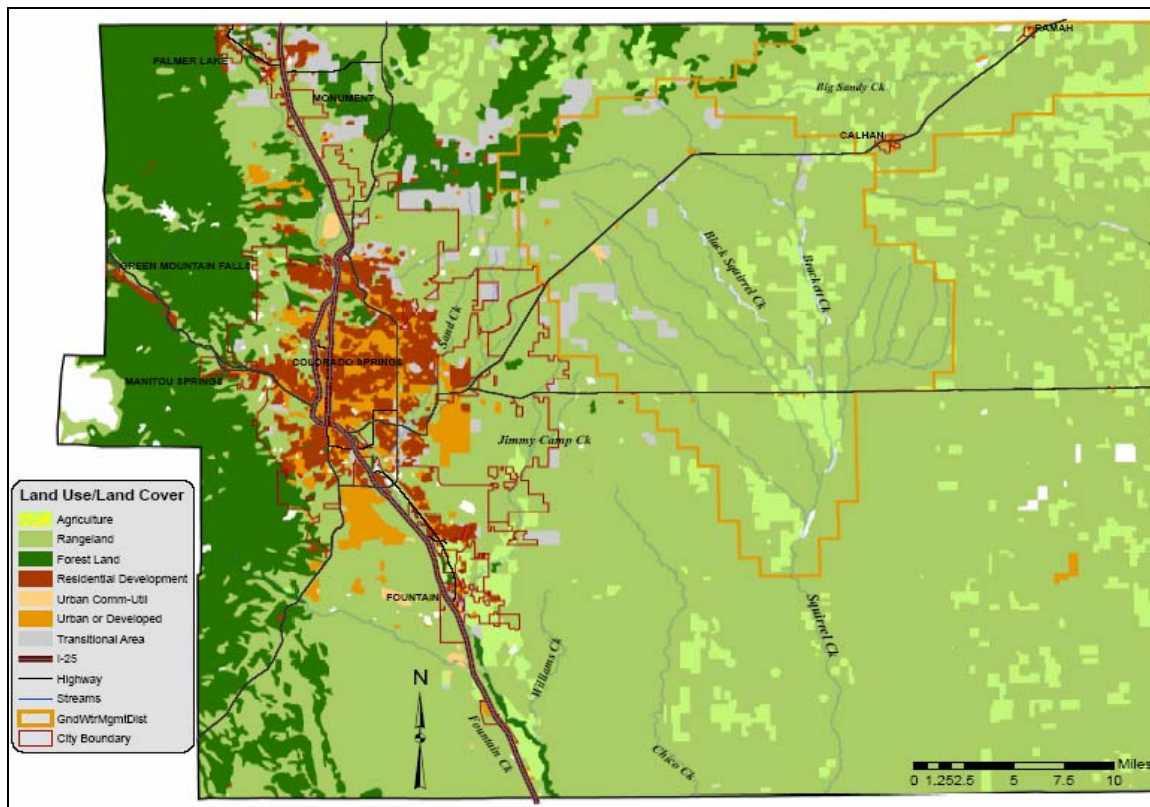 RAMAH
PALMER LAKE
MONUMENT
Big Sandy Ck
CALHAN
Black Squirrel Ck
Brackett Ck
GREEN MOUNTAIN FALLS
Sand Ck
COLORADO SPRINGS
MANITOU SPRINGS
Jimmy Camp Ck
Land Use/Land Cover
Agriculture
Rangeland
Forest Land
Residential Development
Urban Comm-Util
Urban or Developed
Transitional Area
I-25
Highway
Streams
GndWtrMgmtDist
City Boundary
FOUNTAIN
Squirrel Ck
Williams Ck
N
Fountain Ck
Chico Ck
Miles
0 1.25 2.5 5 7.5 10